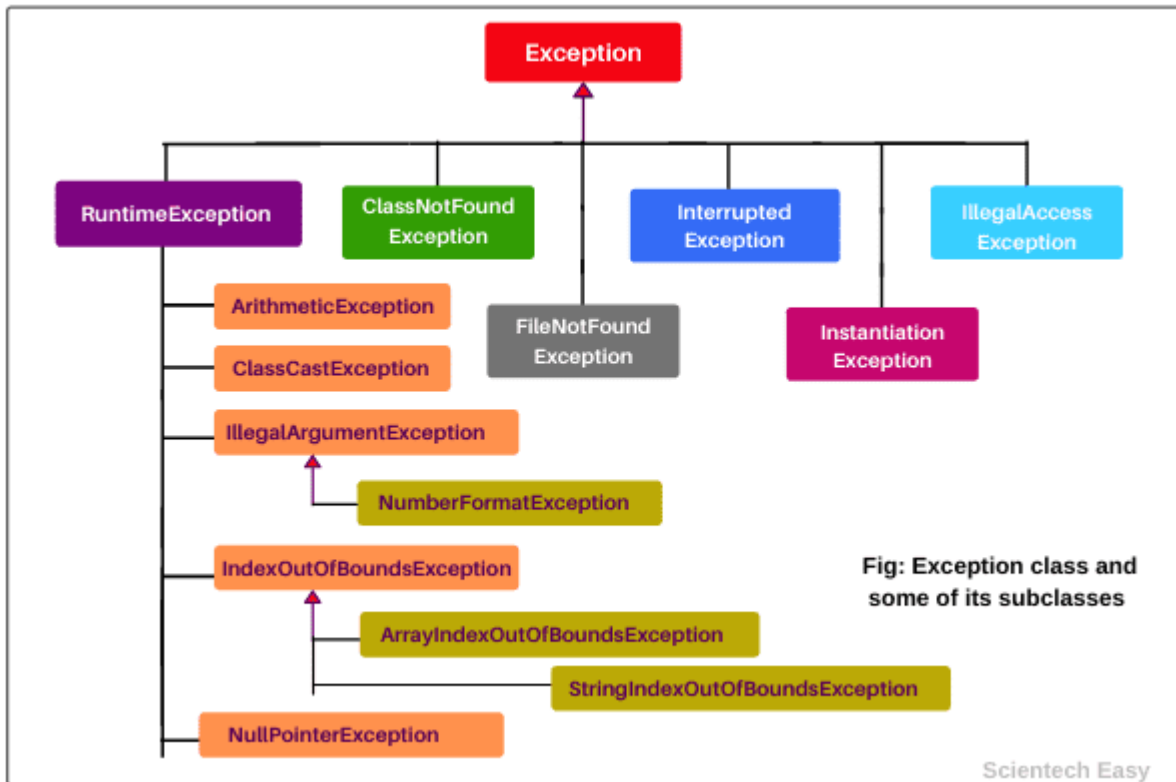 Exception
RuntimeException
ClassNotFound
Exception
Interrupted
Exception
IllegalAccess
Exception
FileNotFound
Exception
Instantiation
Exception
ArithmeticException
ClassCastException
IllegalArgumentException
NumberFormatException
IndexOutOfBoundsException
ArrayIndexOutOfBoundsException
StringIndexOutOfBoundsException
NullPointerException
Fig: Exception class and
some of its subclasses
Scientech Easy